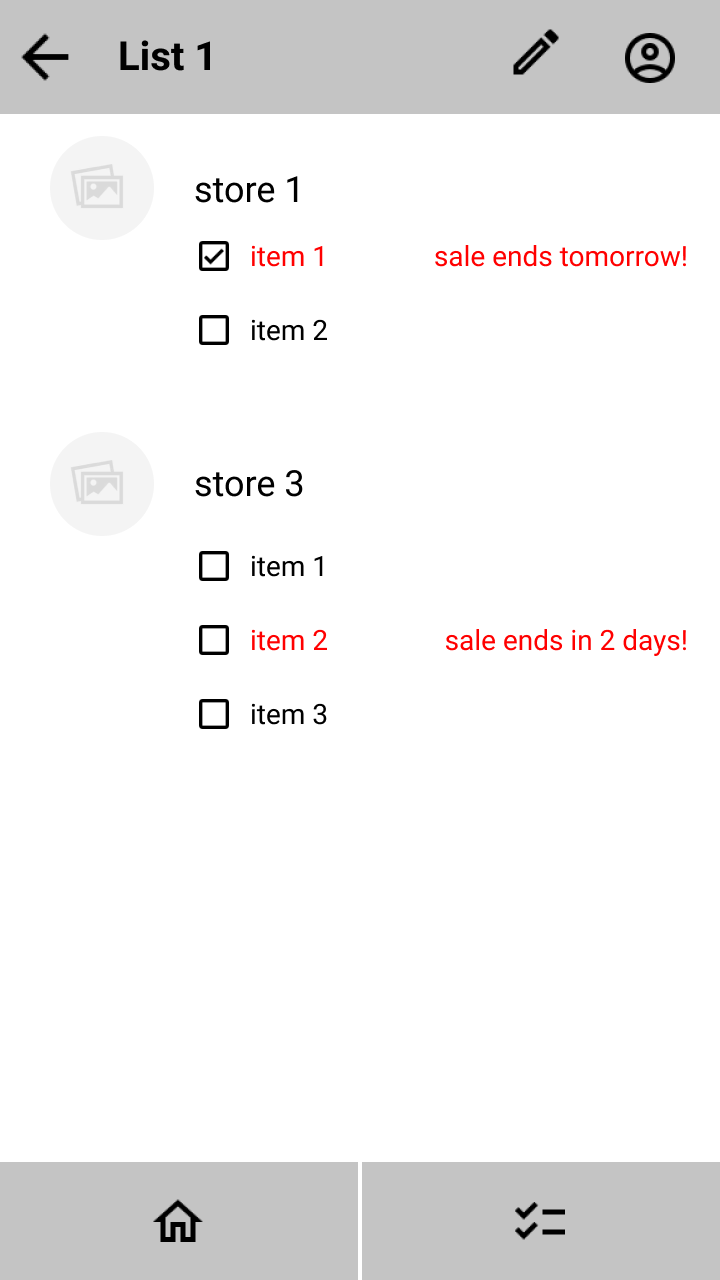 List 1
store 1
item 1 sale ends tomorrow!
item 2
store 3
item 1
item 2 sale ends in 2 days!
item 3